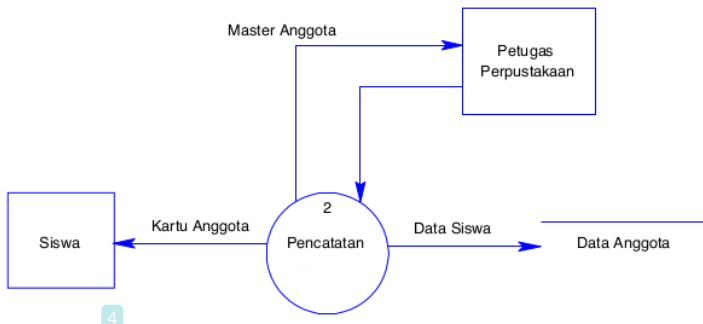 Master Anggota
Petugas
Perpustakaan
2
Siswa
Kartu Anggota
Pencatatan
Data Siswa
Data Anggota
4